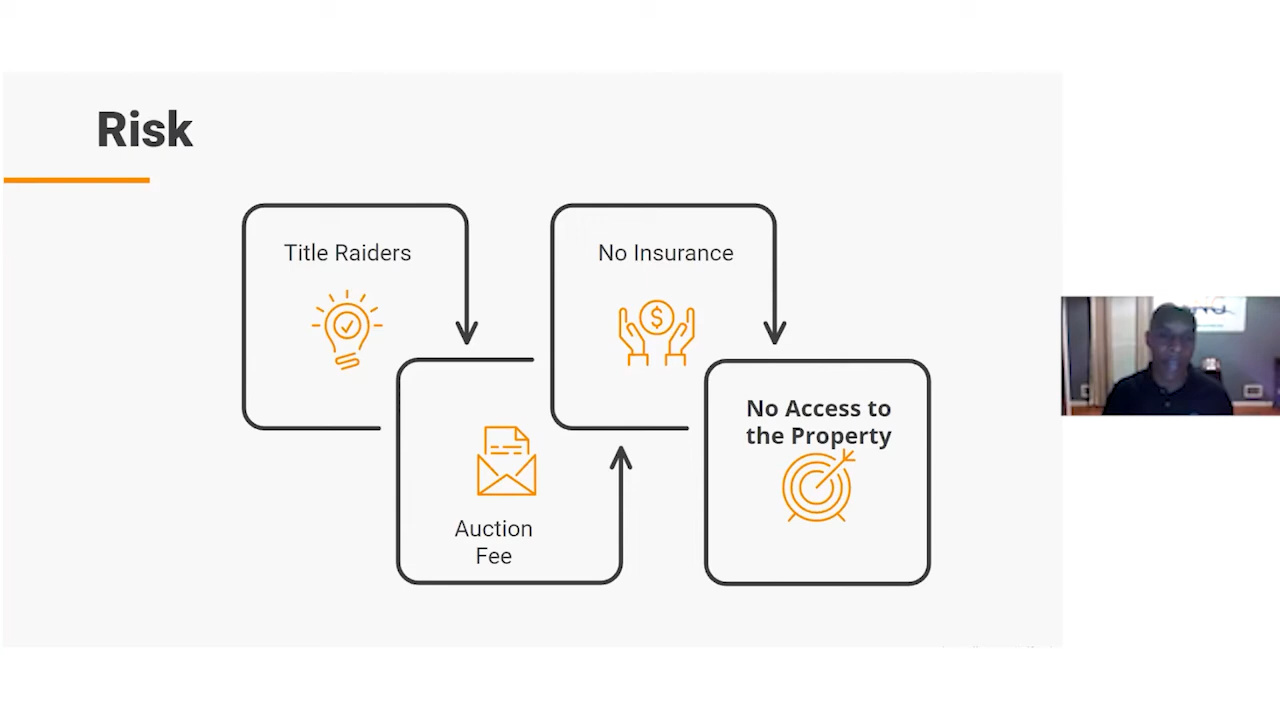 Risk
Title Raiders
No Insurance
No Access to
the Property
Auction
Fee